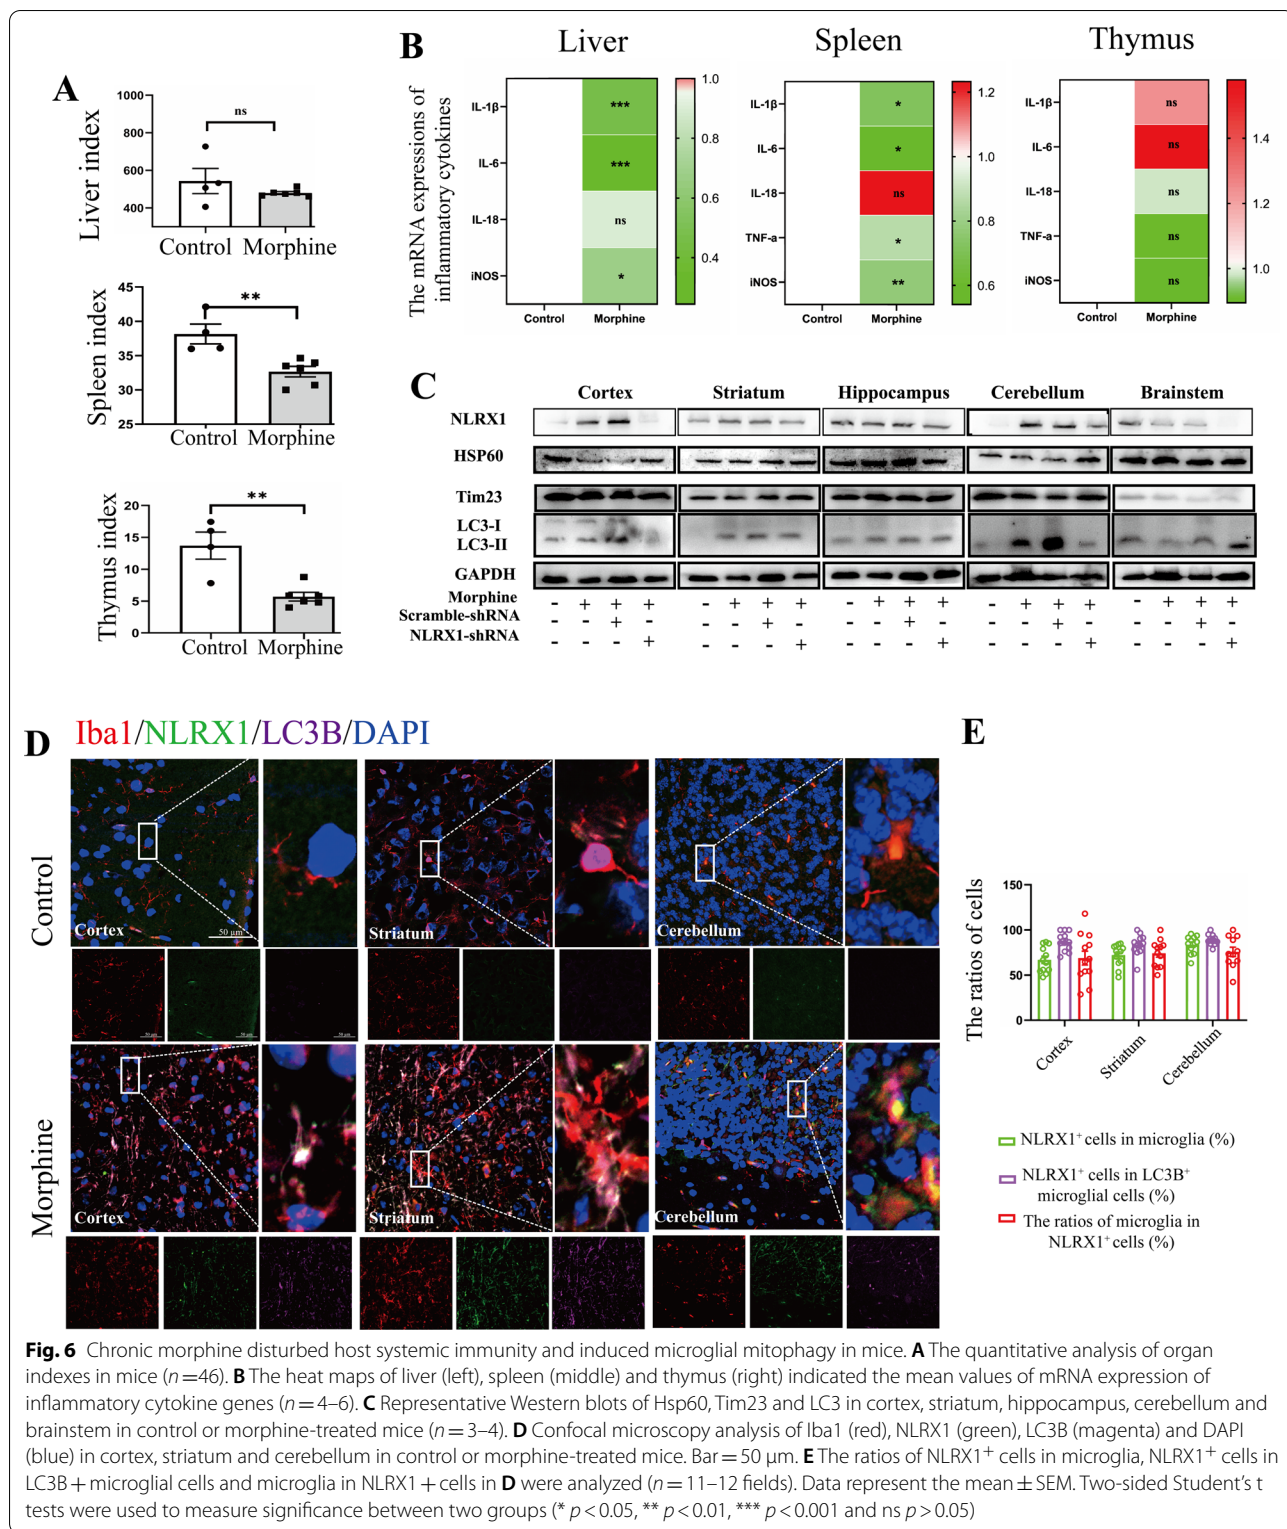 A
Liver index
1000
800
600
400
ns
Control Morphine
Spleen index
45
40
35
30
25
**
Control Morphine
Thymus index
20
15
10
5
0
**
Control Morphine
B
Liver Spleen Thymus
The mRNA expressions of
inflammatory cytokines
IL-1β
IL-6
IL-18
iNOS
***
***
ns
*
Control Morphine
1.0
0.8
0.6
0.4
IL-1β
IL-6
IL-18
TNF-a
iNOS
*
*
ns
*
**
Control Morphine
1.2
1.0
0.8
0.6
IL-1β
IL-6
IL-18
TNF-a
iNOS
ns
ns
ns
ns
ns
Control Morphine
1.4
1.2
1.0
C
Cortex Striatum Hippocampus Cerebellum Brainstem
NLRX1
HSP60
Tim23
LC3-I
LC3-II
GAPDH
Morphine - + + + - + + + - + + + - + + + - + + +
Scramble-shRNA - - + - - - + - - - + - - - + - - - + -
NLRX1-shRNA - - - + - - - + - - - + - - - + - - - +
D
Iba1/NLRX1/LC3B/DAPI
Control
Cortex
50 μm
Striatum
Cerebellum
50 μm
50 μm
50 μm
Morphine
Cortex
Striatum
Cerebellum
E
The ratios of cells
150
100
50
0
Cortex
Striatum
Cerebellum
NLRX1⁺ cells in microglia (%)
NLRX1⁺ cells in LC3B⁺
microglial cells (%)
The ratios of microglia in
NLRX1⁺ cells (%)
Fig. 6 Chronic morphine disturbed host systemic immunity and induced microglial mitophagy in mice. A The quantitative analysis of organ
indexes in mice (n=46). B The heat maps of liver (left), spleen (middle) and thymus (right) indicated the mean values of mRNA expression of
inflammatory cytokine genes (n=4–6). C Representative Western blots of Hsp60, Tim23 and LC3 in cortex, striatum, hippocampus, cerebellum and
brainstem in control or morphine-treated mice (n=3–4). D Confocal microscopy analysis of Iba1 (red), NLRX1 (green), LC3B (magenta) and DAPI
(blue) in cortex, striatum and cerebellum in control or morphine-treated mice. Bar=50 μm. E The ratios of NLRX1⁺ cells in microglia, NLRX1⁺ cells in
LC3B+microglial cells and microglia in NLRX1+cells in D were analyzed (n=11–12 fields). Data represent the mean±SEM. Two-sided Student's t
tests were used to measure significance between two groups (* p<0.05, ** p<0.01, *** p<0.001 and ns p>0.05)